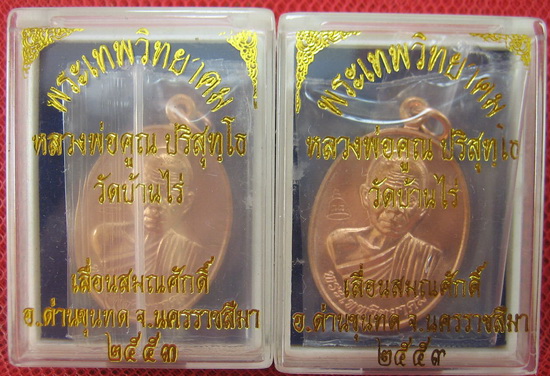 พระเทพวิทยาคม
หลวงพ่อคูณ ปริสุทฺโธ
วัดบ้านไร่
เลื่อนสมณศักดิ์
อ.ด่านขุนทด จ.นครราชสีมา
๒๕๕๓
พระเทพวิทยาคม
หลวงพ่อคูณ ปริสุทฺโธ
วัดบ้านไร่
เลื่อนสมณศักดิ์
อ.ด่านขุนทด จ.นครราชสีมา
๒๕๕๓